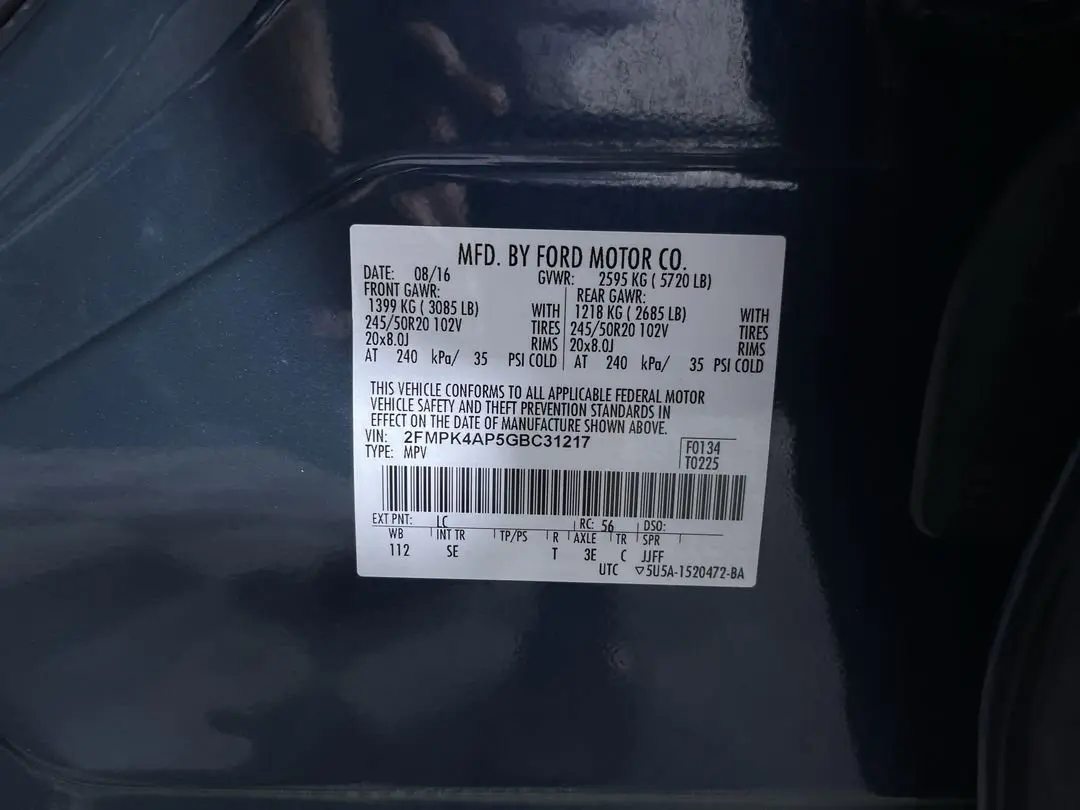 MFD. BY FORD MOTOR CO.
DATE: 08/16 GVWR: 2595 KG ( 5720 LB)
FRONT GAWR: REAR GAWR:
1399 KG ( 3085 LB) WITH 1218 KG ( 2685 LB) WITH
245/50R20 102V TIRES 245/50R20 102V TIRES
20x8.0J RIMS 20x8.0J RIMS
AT 240 kPa/ 35 PSI COLD AT 240 kPa/ 35 PSI COLD
THIS VEHICLE CONFORMS TO ALL APPLICABLE FEDERAL MOTOR
VEHICLE SAFETY AND THEFT PREVENTION STANDARDS IN
EFFECT ON THE DATE OF MANUFACTURE SHOWN ABOVE.
VIN: 2FMPK4AP5GBC31217 F0134
TYPE: MPV T0225
EXT PNT: LC RC: 56 DSO:
WB INT TR TP/PS R AXLE TR SPR
112 SE T 3E C JJFF
UTC ▽5U5A-1520472-BA